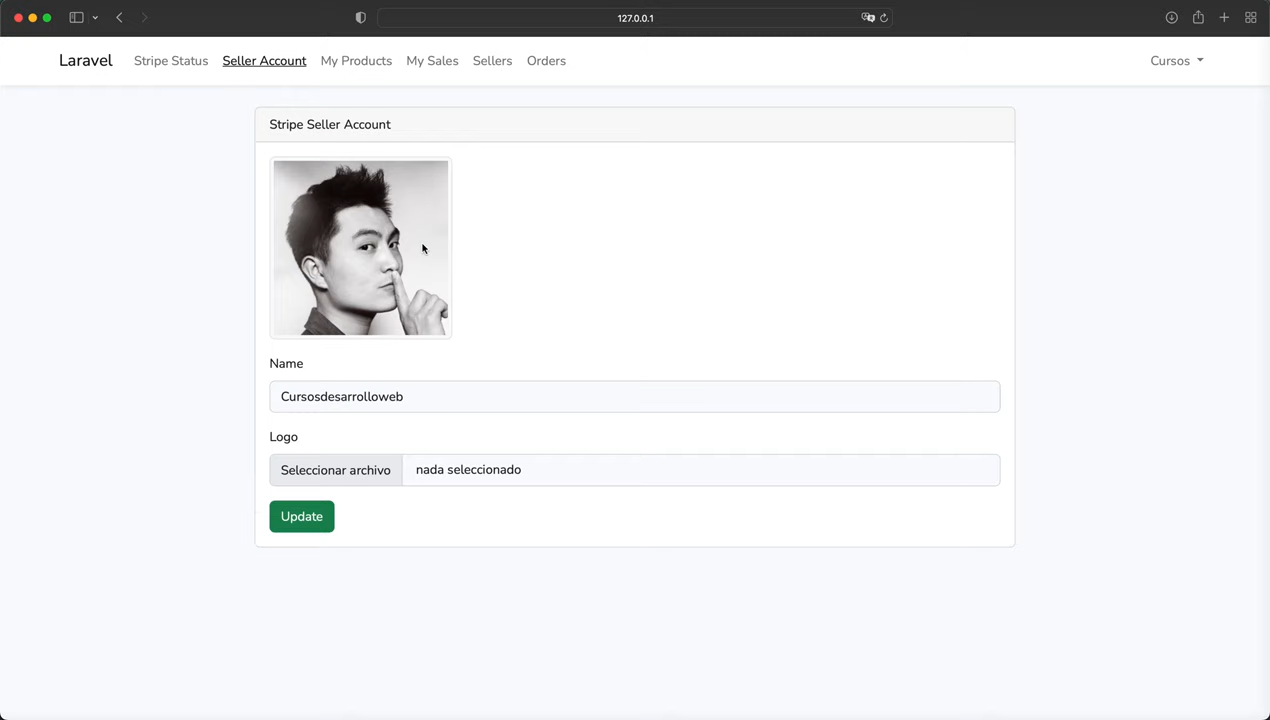 127.0.0.1
Laravel Stripe Status Seller Account My Products My Sales Sellers Orders Cursos
Stripe Seller Account
Name
Cursosdesarrolloweb
Logo
Seleccionar archivo nada seleccionado
Update